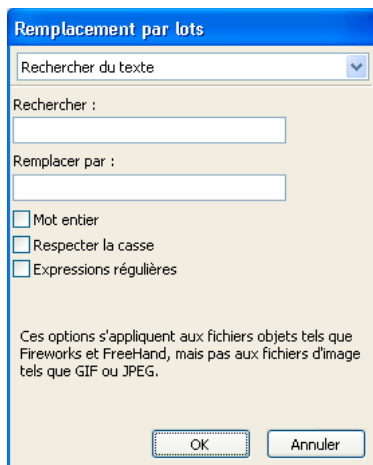 Remplacement par lots
Rechercher du texte
Rechercher :
Remplacer par :
Mot entier
Respecter la casse
Expressions régulières
Ces options s'appliquent aux fichiers objets tels que
Fireworks et FreeHand, mais pas aux fichiers d'image
tels que GIF ou JPEG.
OK
Annuler